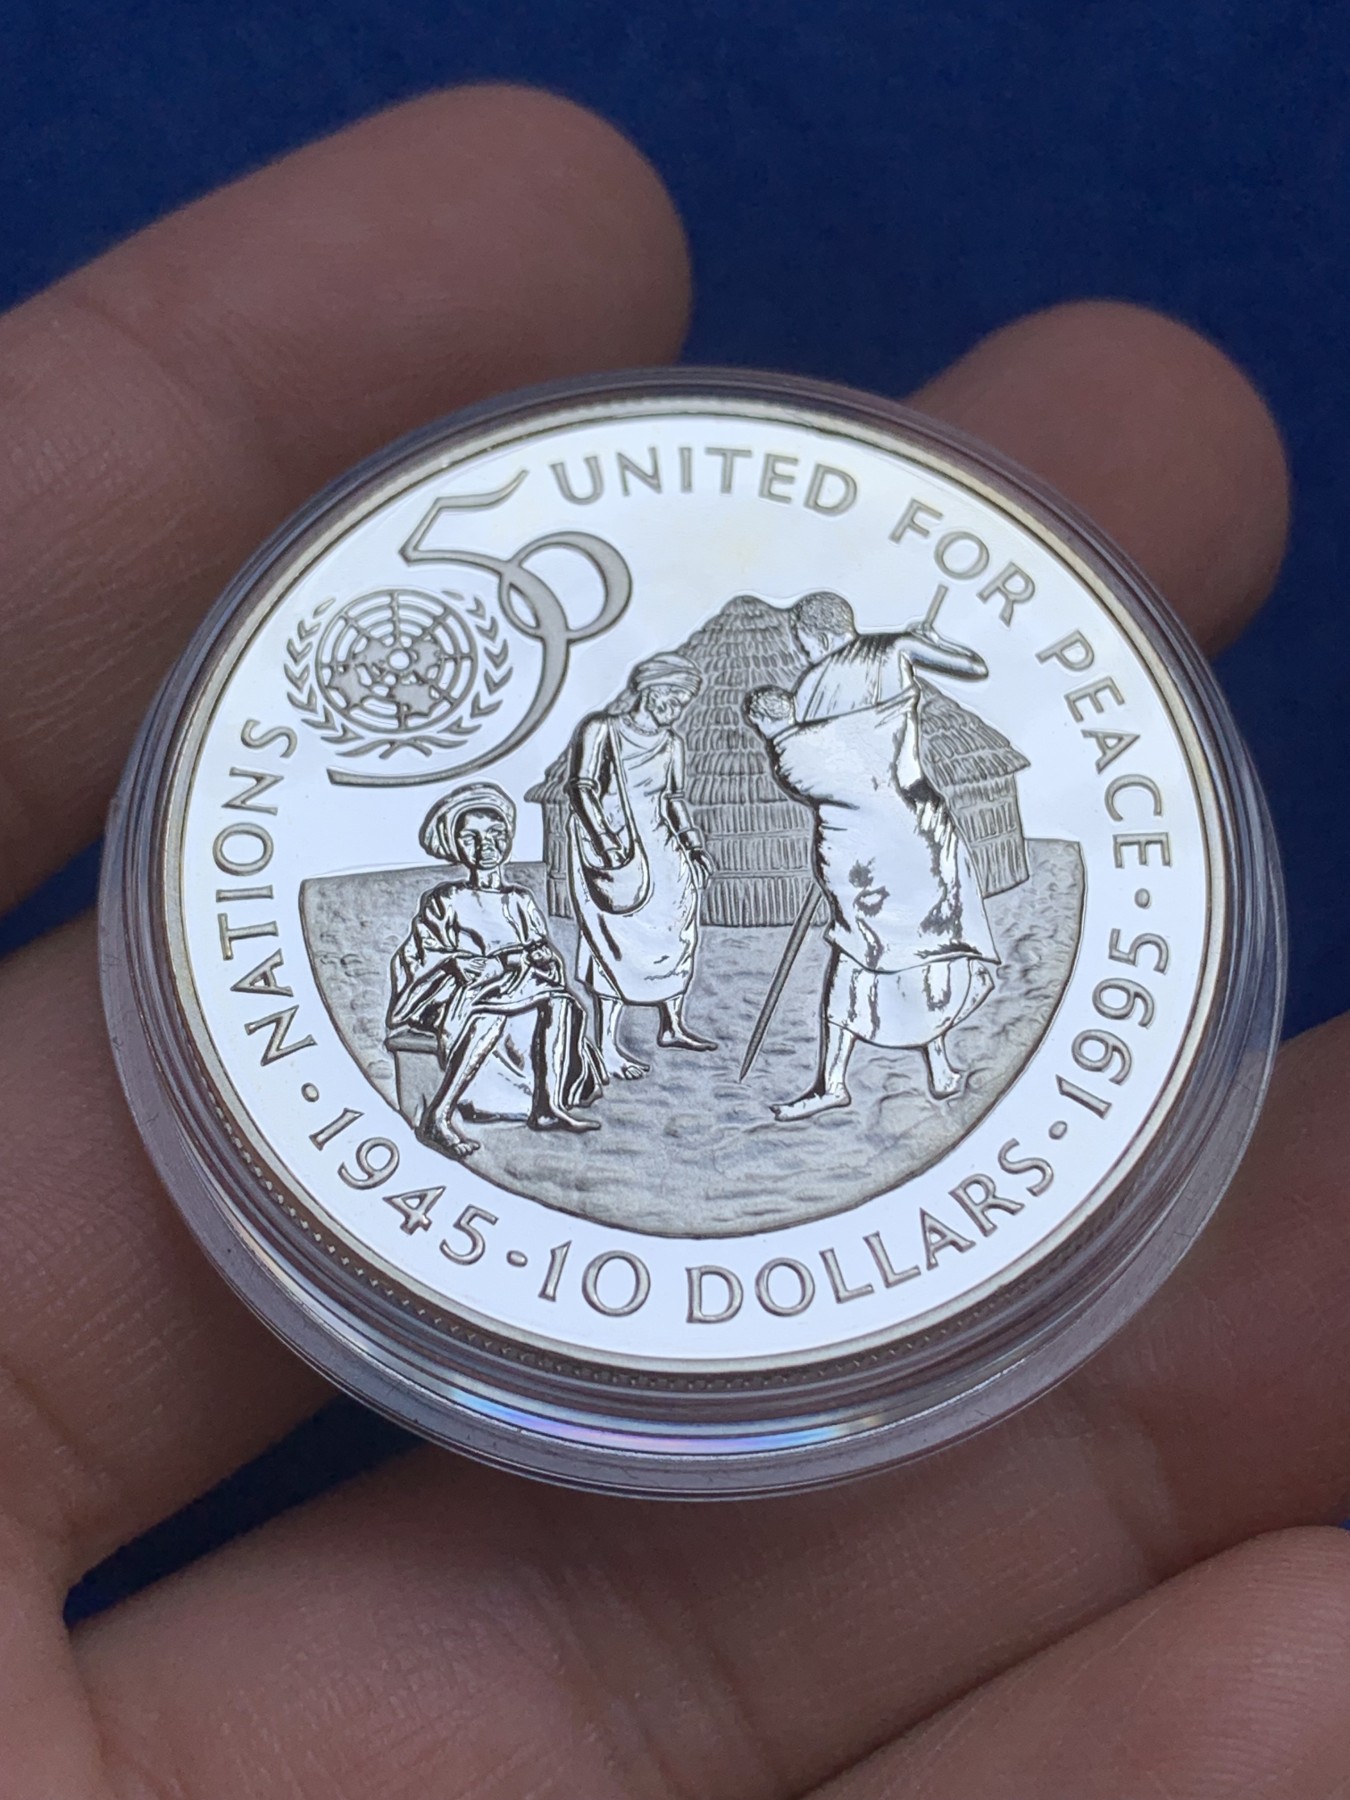 NATIONS UNITED FOR PEACE
50
· 1945 · 10 DOLLARS · 1995 ·